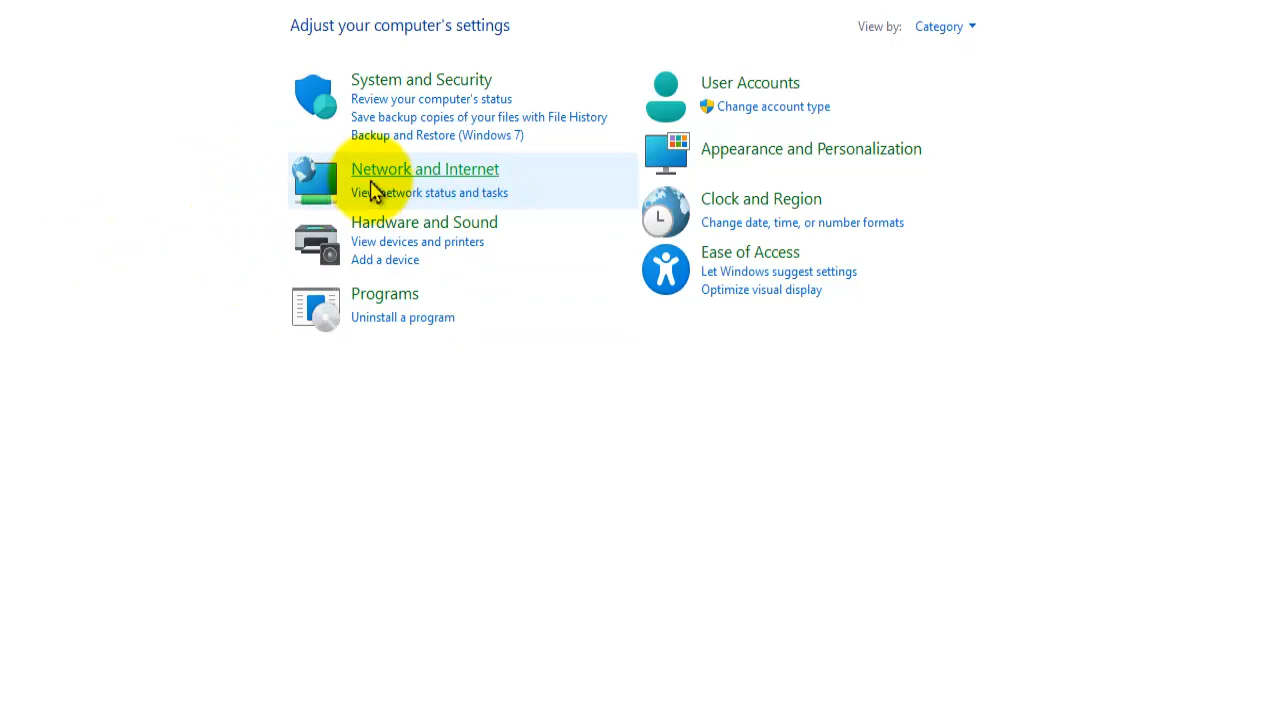 Adjust your computer's settings
View by: Category
System and Security
Review your computer's status
Save backup copies of your files with File History
Backup and Restore (Windows 7)
Network and Internet
View network status and tasks
Hardware and Sound
View devices and printers
Add a device
Programs
Uninstall a program
User Accounts
Change account type
Appearance and Personalization
Clock and Region
Change date, time, or number formats
Ease of Access
Let Windows suggest settings
Optimize visual display